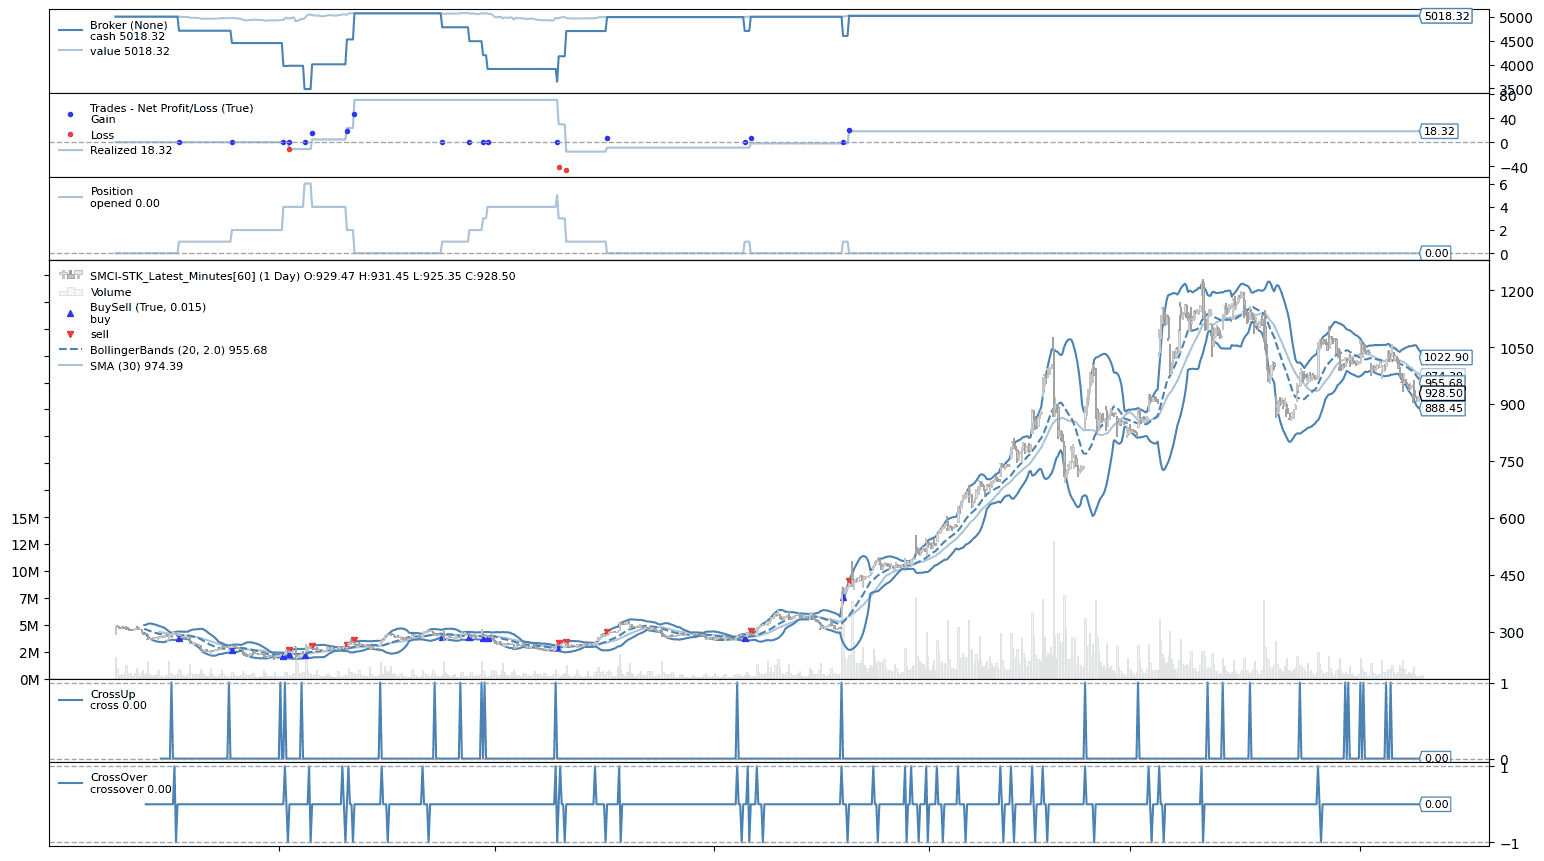 Broker (None)
cash 5018.32
value 5018.32
5018.32
5000
4500
4000
3500
Trades - Net Profit/Loss (True)
Gain
Loss
Realized 18.32
18.32
80
40
0
−40
Position
opened 0.00
0.00
6
4
2
0
SMCI-STK_Latest_Minutes[60] (1 Day) O:929.47 H:931.45 L:925.35 C:928.50
Volume
BuySell (True, 0.015)
buy
sell
BollingerBands (20, 2.0) 955.68
SMA (30) 974.39
15M
12M
10M
7M
5M
2M
0M
1200
1050
900
750
600
450
300
1022.90
974.39
955.68
928.50
888.45
CrossUp
cross 0.00
0.00
1
0
CrossOver
crossover 0.00
0.00
1
−1